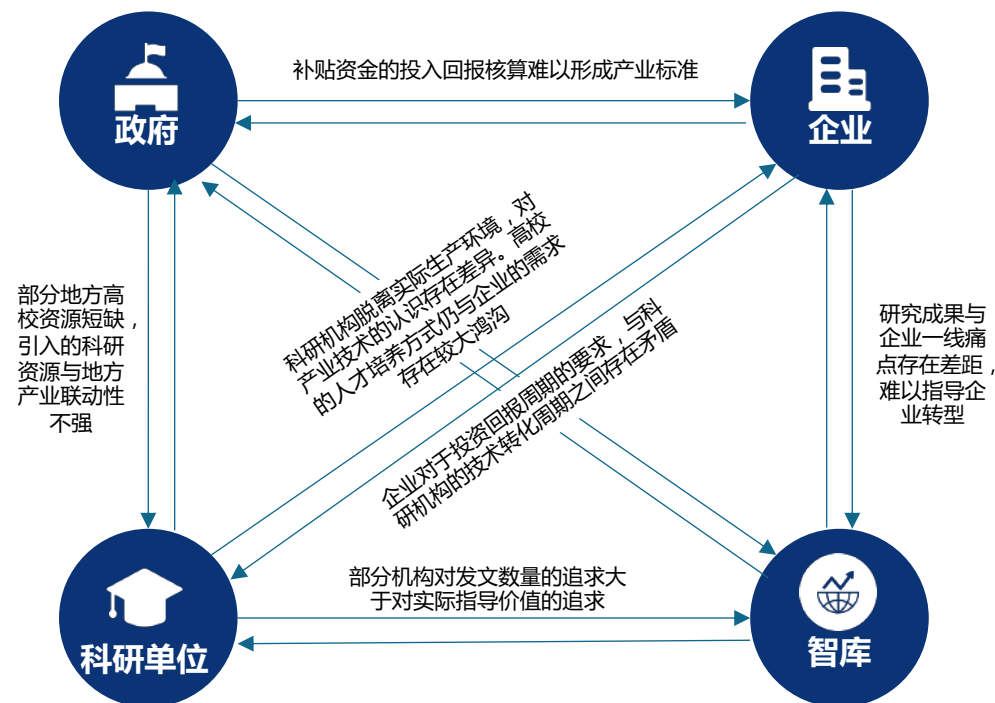 补贴资金的投入回报核算难以形成产业标准
政府
企业
科研机构脱离实际生产环境，对
产业技术的认识存在差异。高校
的人才培养方式仍与企业的需求
存在较大鸿沟
部分地方高
校资源短缺，
引入的科研
资源与地方
产业联动性
不强
企业对于投资回报周期的要求，与科
研机构的技术转化周期之间存在矛盾
研究成果与
企业一线痛
点存在差距，
难以指导企
业转型
部分机构对发文数量的追求大
于对实际指导价值的追求
科研单位
智库